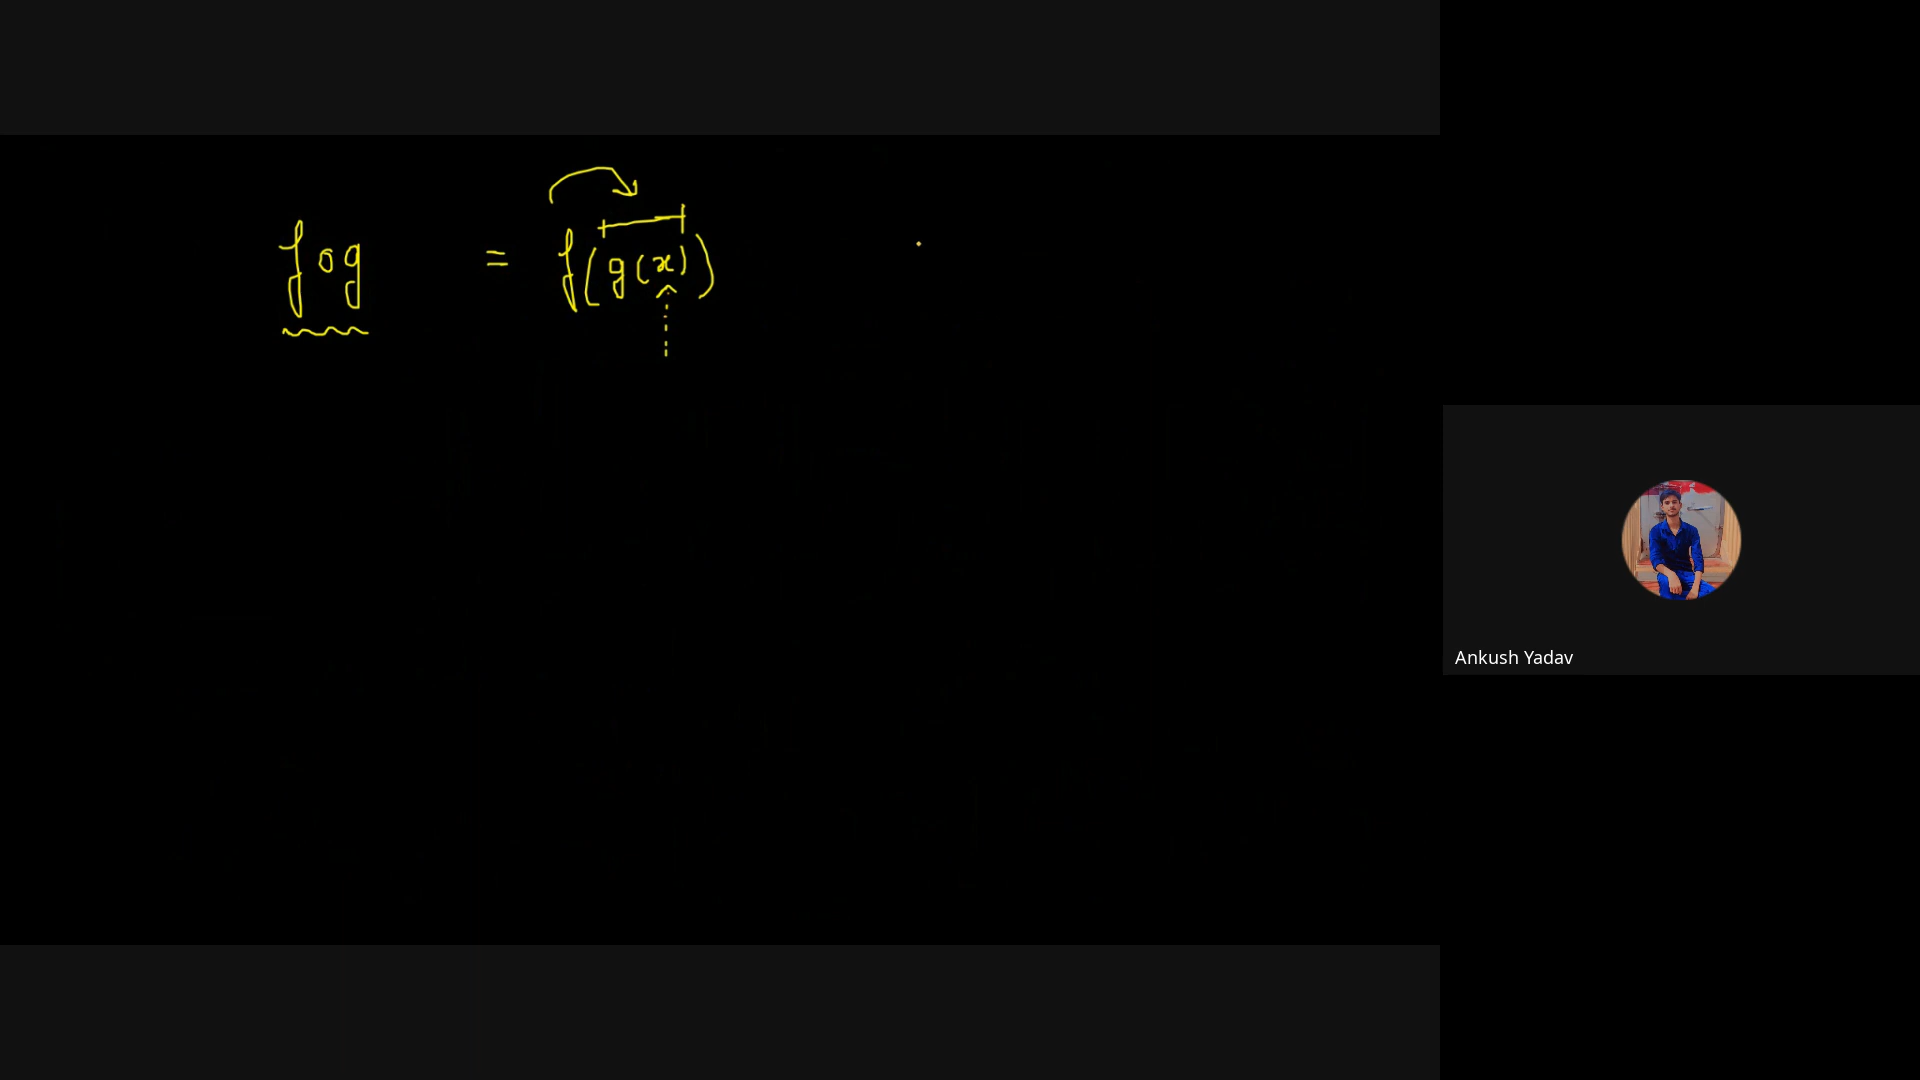 fog = f(g(x))
Ankush Yadav